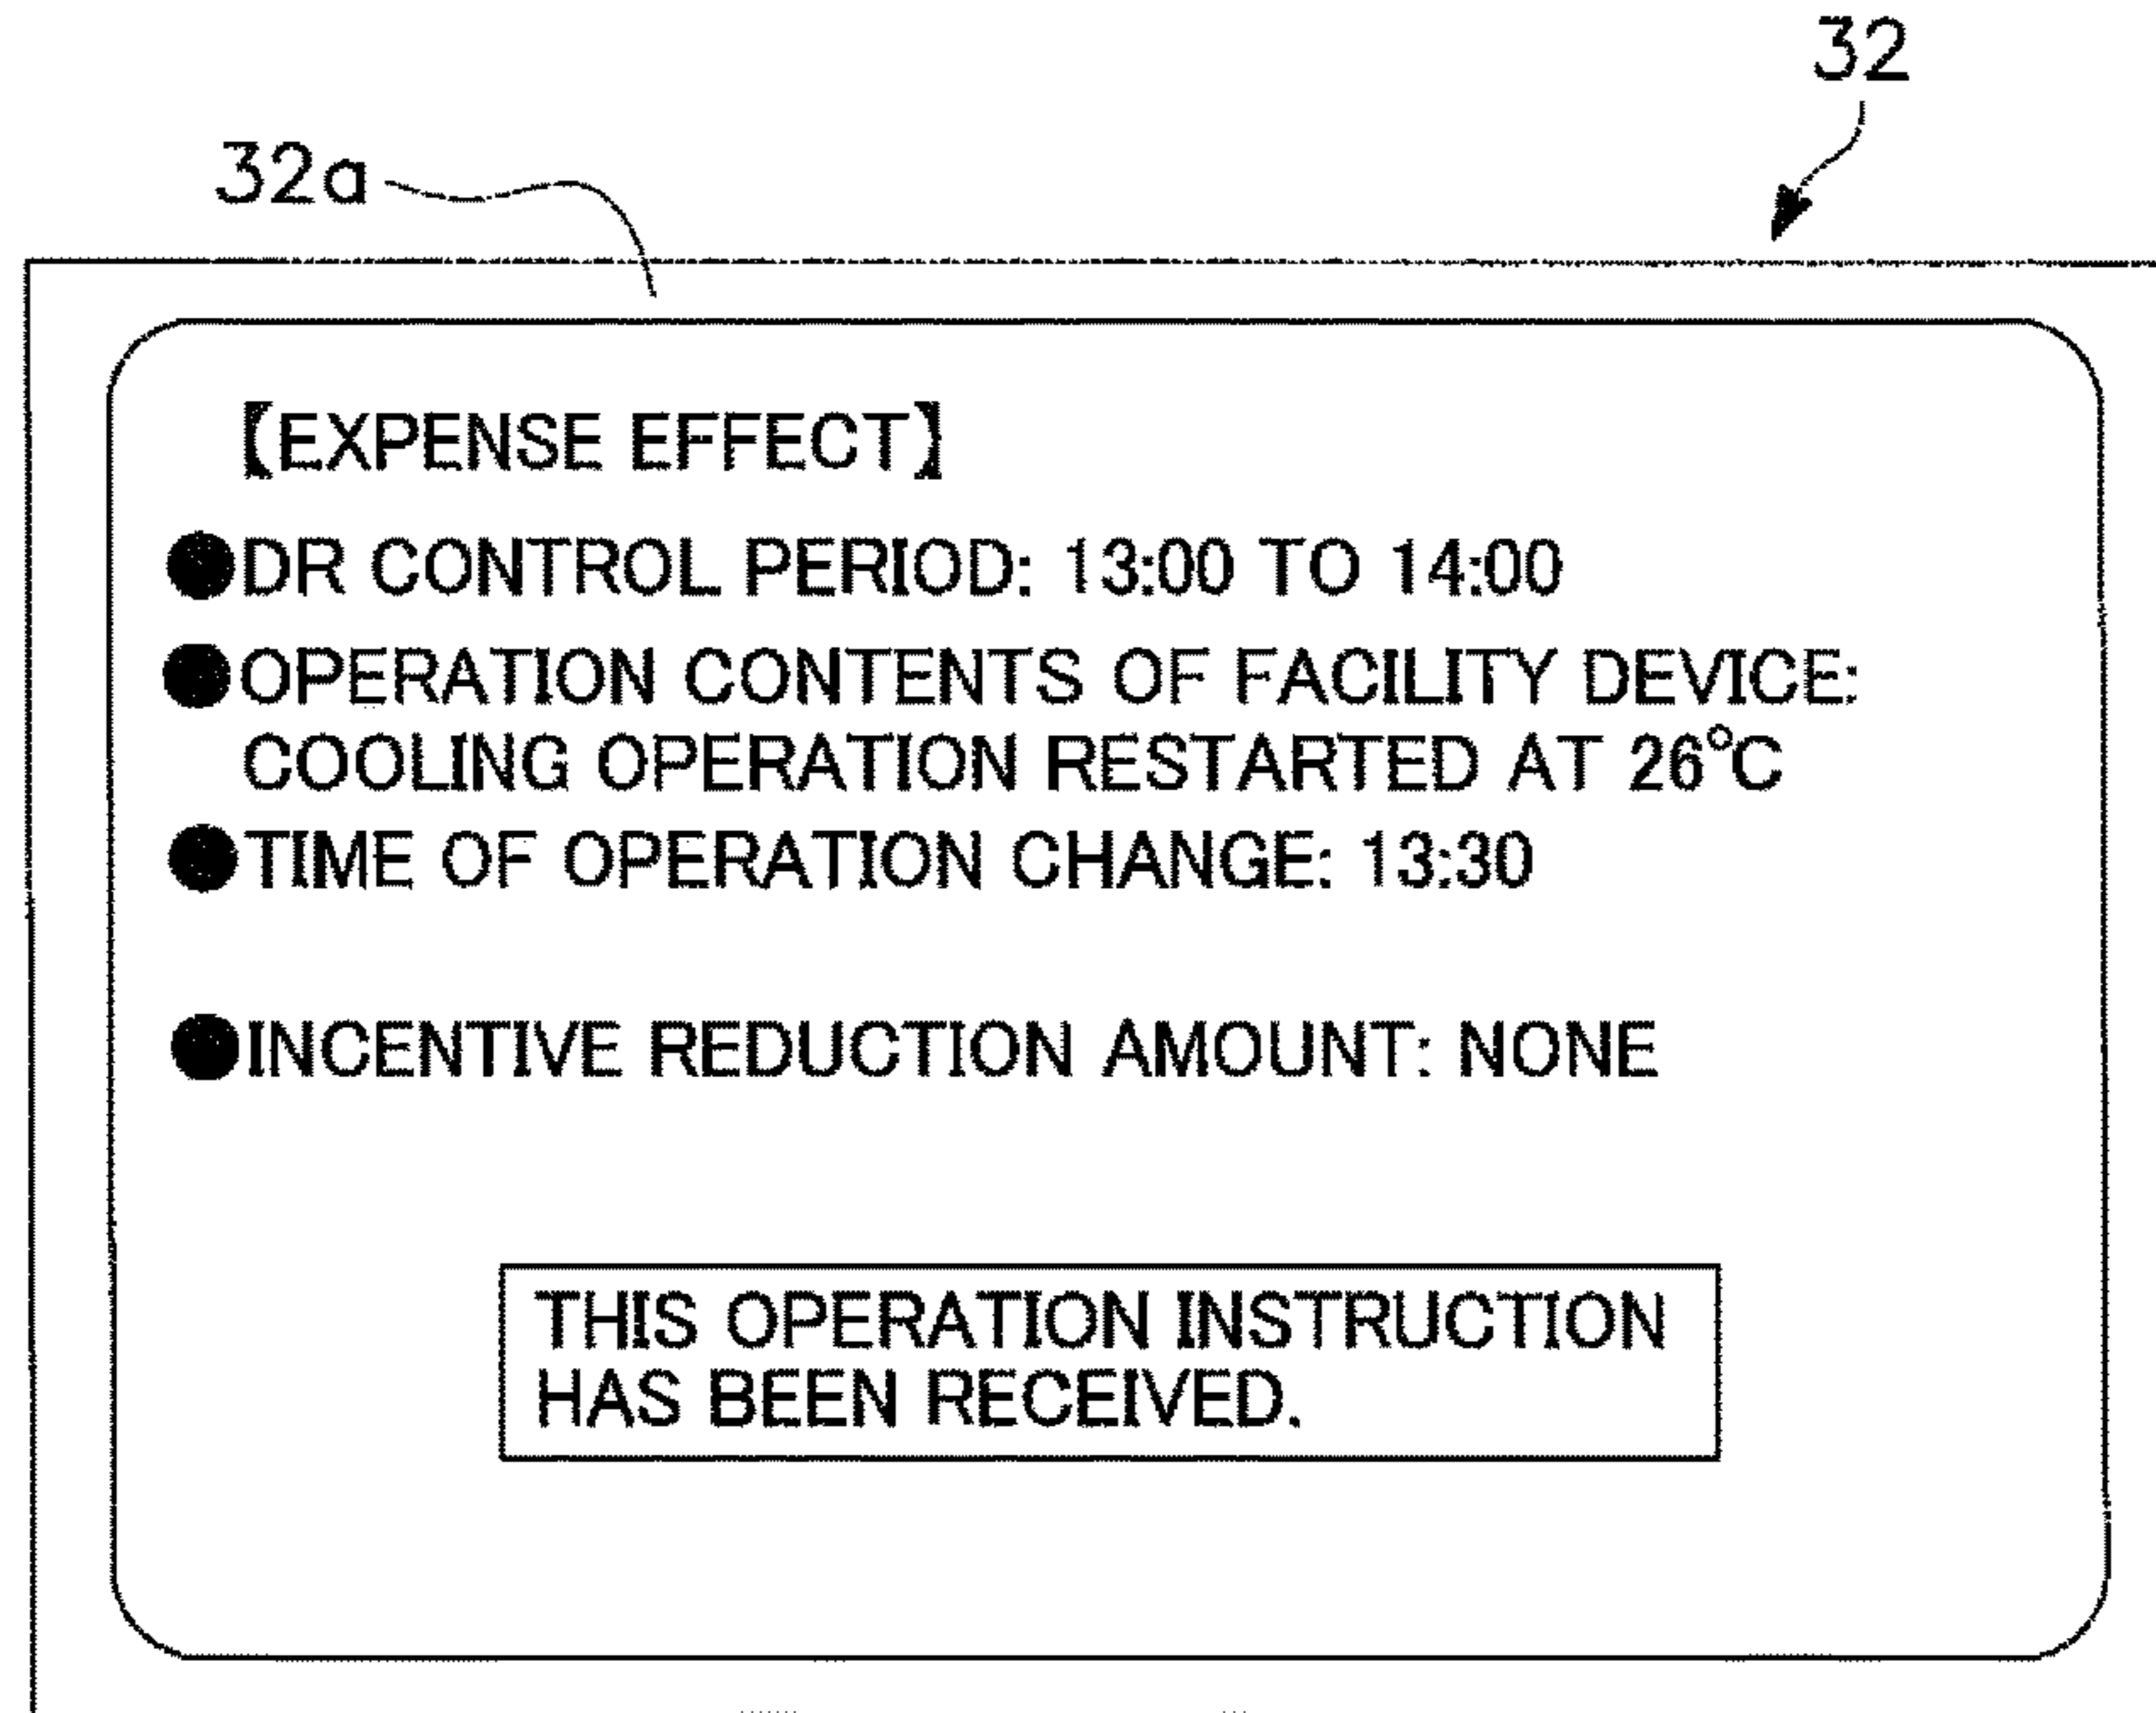 32
32a
【EXPENSE EFFECT】
●DR CONTROL PERIOD: 13:00 TO 14:00
●OPERATION CONTENTS OF FACILITY DEVICE:
COOLING OPERATION RESTARTED AT 26°C
●TIME OF OPERATION CHANGE: 13:30
●INCENTIVE REDUCTION AMOUNT: NONE
THIS OPERATION INSTRUCTION
HAS BEEN RECEIVED.